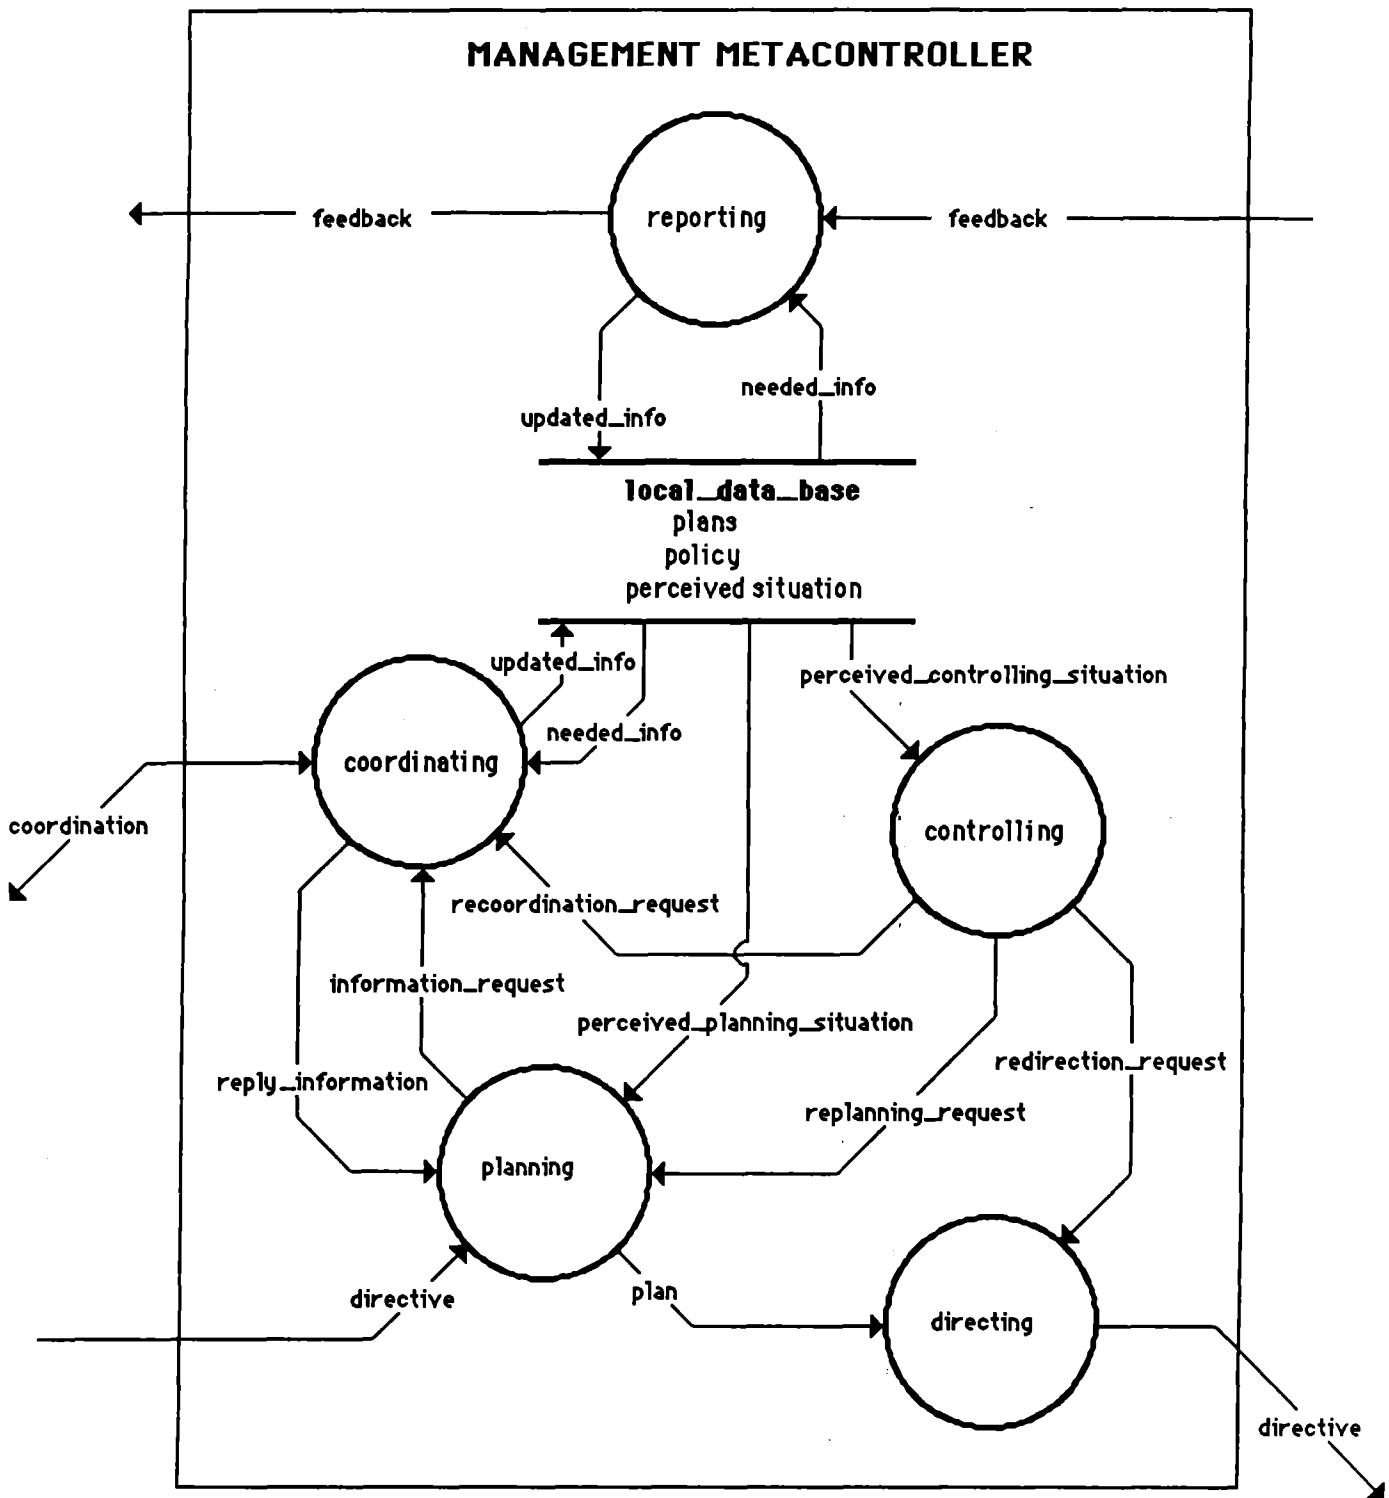 MANAGEMENT METACONTROLLER
feedback
reporting
feedback
needed_info
updated_info
local_data_base
plans
policy
perceived situation
updated_info
perceived_controlling_situation
needed_info
coordinating
coordination
controlling
recoordination_request
information_request
perceived_planning_situation
redirection_request
reply_information
replanning_request
planning
directive
plan
directing
directive